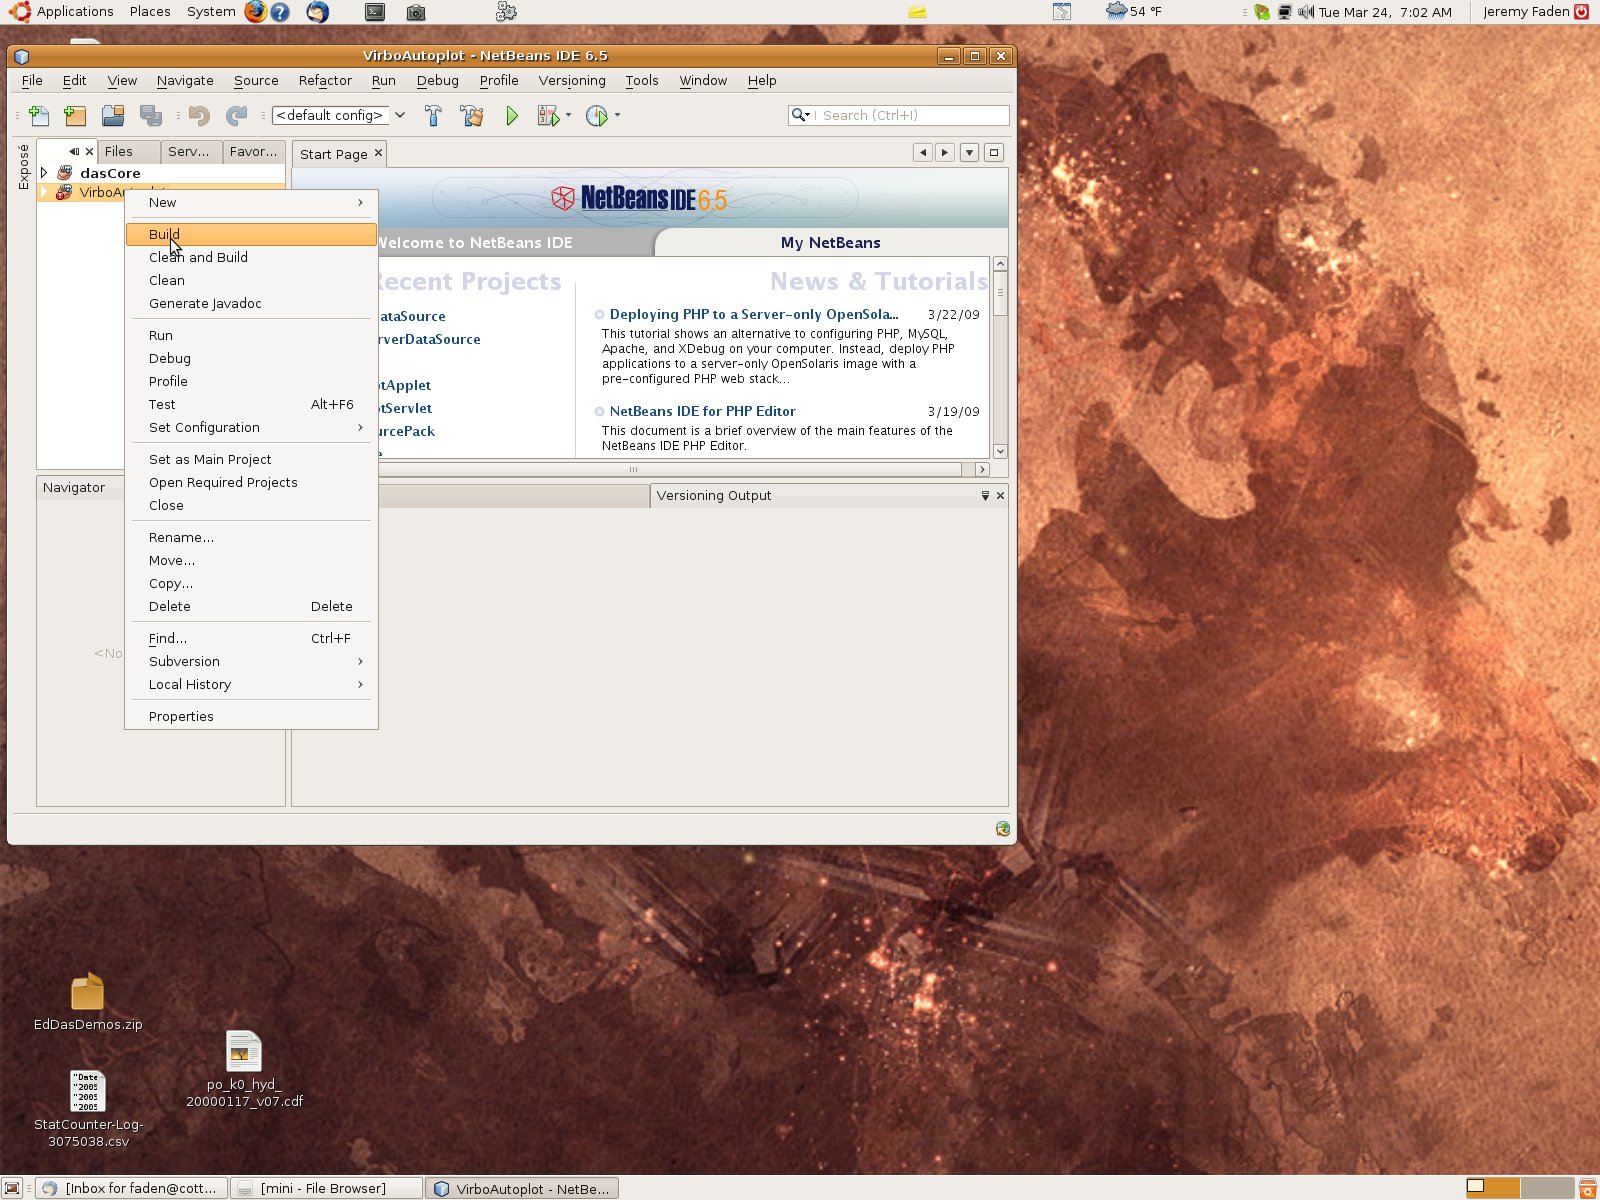 Applications Places System
54 °F
Tue Mar 24, 7:02 AM
Jeremy Faden
VirboAutoplot - NetBeans IDE 6.5
File Edit View Navigate Source Refactor Run Debug Profile Versioning Tools Window Help
<default config>
Search (Ctrl+I)
Exposé
Files Serv... Favor...
Start Page
dasCore
VirboAutoplot
NetBeans IDE 6.5
Welcome to NetBeans IDE
My NetBeans
Recent Projects
News & Tutorials
ataSource
rverDataSource
tApplet
tServlet
urcePack
e
Deploying PHP to a Server-only OpenSola... 3/22/09
This tutorial shows an alternative to configuring PHP, MySQL,
Apache, and XDebug on your computer. Instead, deploy PHP
applications to a server-only OpenSolaris image with a
pre-configured PHP web stack...
NetBeans IDE for PHP Editor 3/19/09
This document is a brief overview of the main features of the
NetBeans IDE PHP Editor.
New
Build
Clean and Build
Clean
Generate Javadoc
Run
Debug
Profile
Test Alt+F6
Set Configuration
Set as Main Project
Open Required Projects
Close
Rename...
Move...
Copy...
Delete Delete
Find... Ctrl+F
Subversion
Local History
Properties
Navigator
<No
Versioning Output
EdDasDemos.zip
po_k0_hyd_
20000117_v07.cdf
"Date
"2005
"2005
"2005
StatCounter-Log-
3075038.csv
[Inbox for faden@cott...
[mini - File Browser]
VirboAutoplot - NetBe...